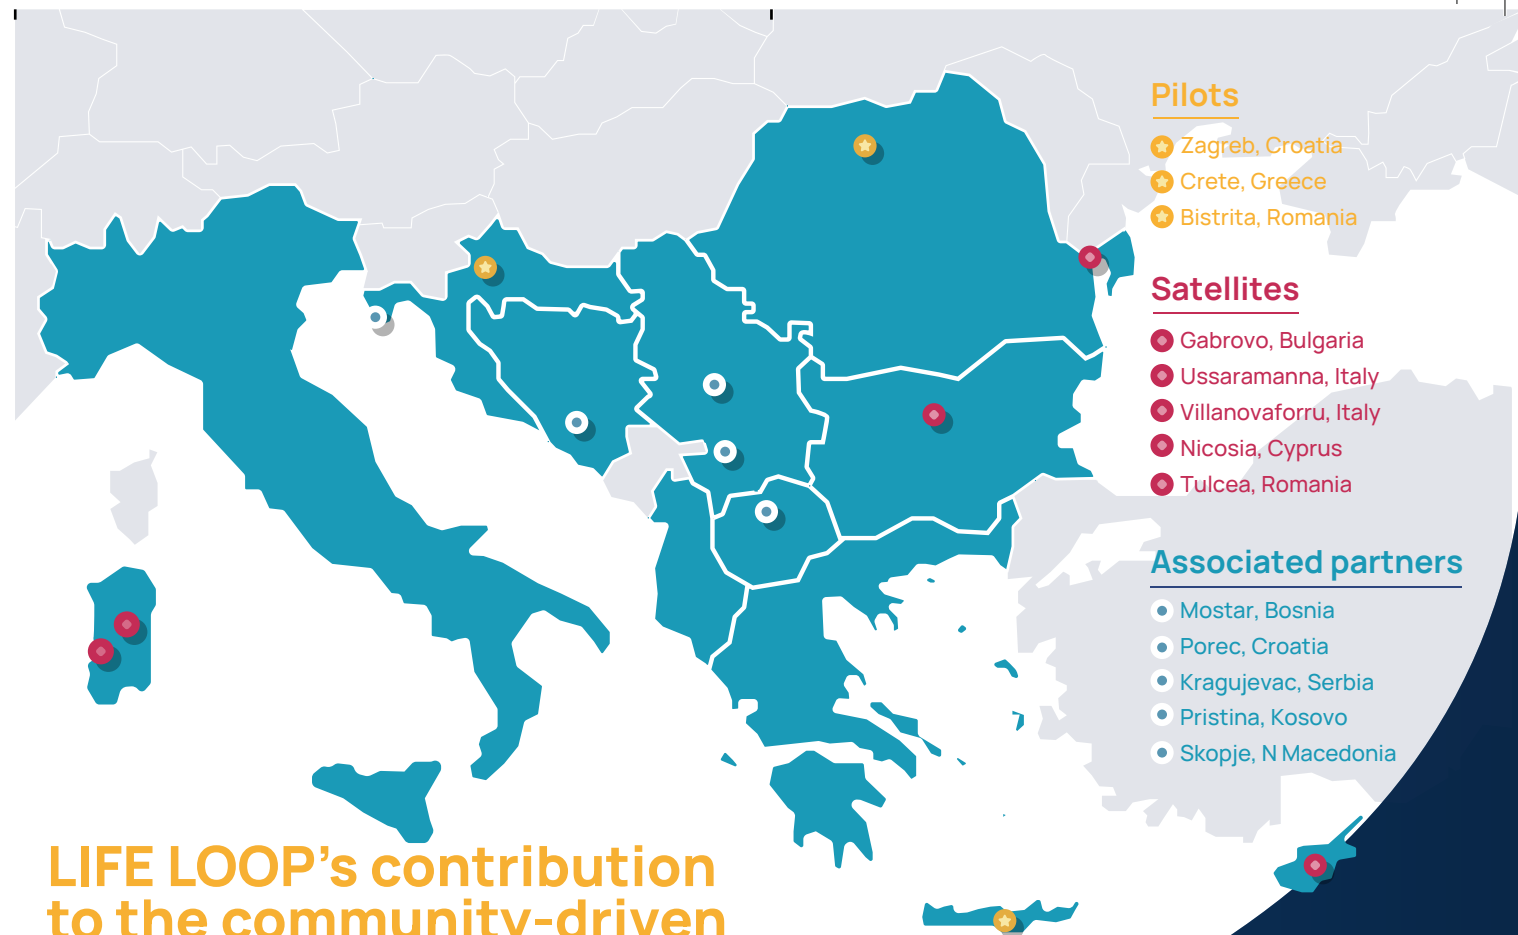 Pilots
Zagreb, Croatia
Crete, Greece
Bistrita, Romania
Satellites
Gabrovo, Bulgaria
Ussaramanna, Italy
Villanovaforru, Italy
Nicosia, Cyprus
Tulcea, Romania
Associated partners
Mostar, Bosnia
Porec, Croatia
Kragujevac, Serbia
Pristina, Kosovo
Skopje, N Macedonia
LIFE LOOP’s contribution
to the community-driven